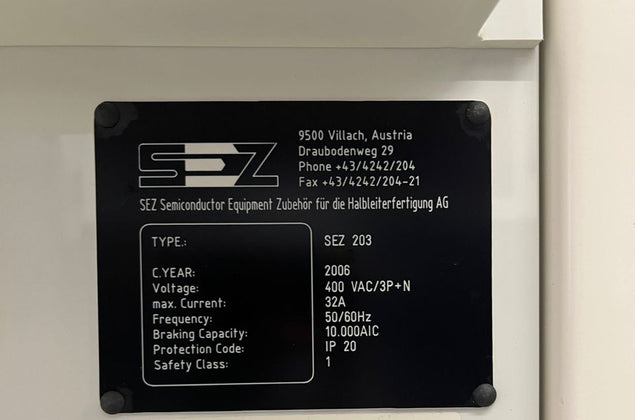 SEZ
9500 Villach, Austria
Draubodenweg 29
Phone +43/4242/204
Fax +43/4242/204-21
SEZ Semiconductor Equipment Zubehör für die Halbleiterfertigung AG
TYPE.: SEZ 203
C.YEAR: 2006
Voltage: 400 VAC/3P+N
max. Current: 32A
Frequency: 50/60Hz
Braking Capacity: 10.000AIC
Protection Code: IP 20
Safety Class: 1